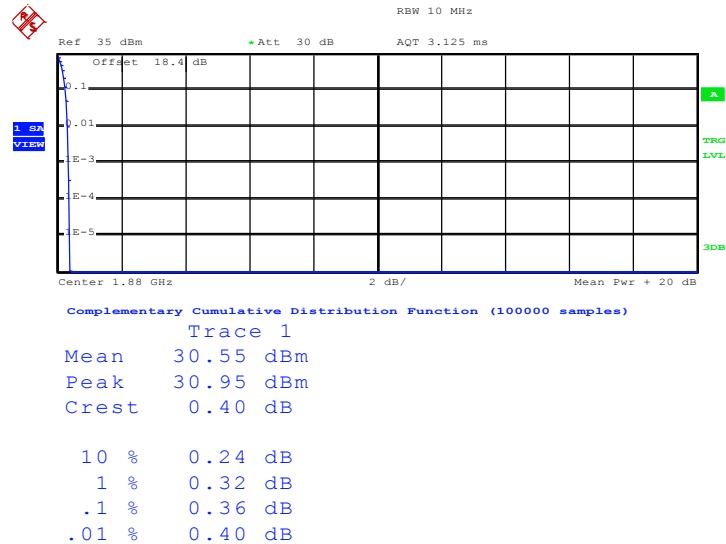 RBW 10 MHz
Ref 35 dBm *Att 30 dB AQT 3.125 ms
Offset 18.4 dB
0.1
A
0.01
1 SA
VIEW
TRG
LVL
1E-3
1E-4
1E-5
3DB
Center 1.88 GHz 2 dB/ Mean Pwr + 20 dB
Complementary Cumulative Distribution Function (100000 samples)
Trace 1
Mean 30.55 dBm
Peak 30.95 dBm
Crest 0.40 dB
10 % 0.24 dB
1 % 0.32 dB
.1 % 0.36 dB
.01 % 0.40 dB